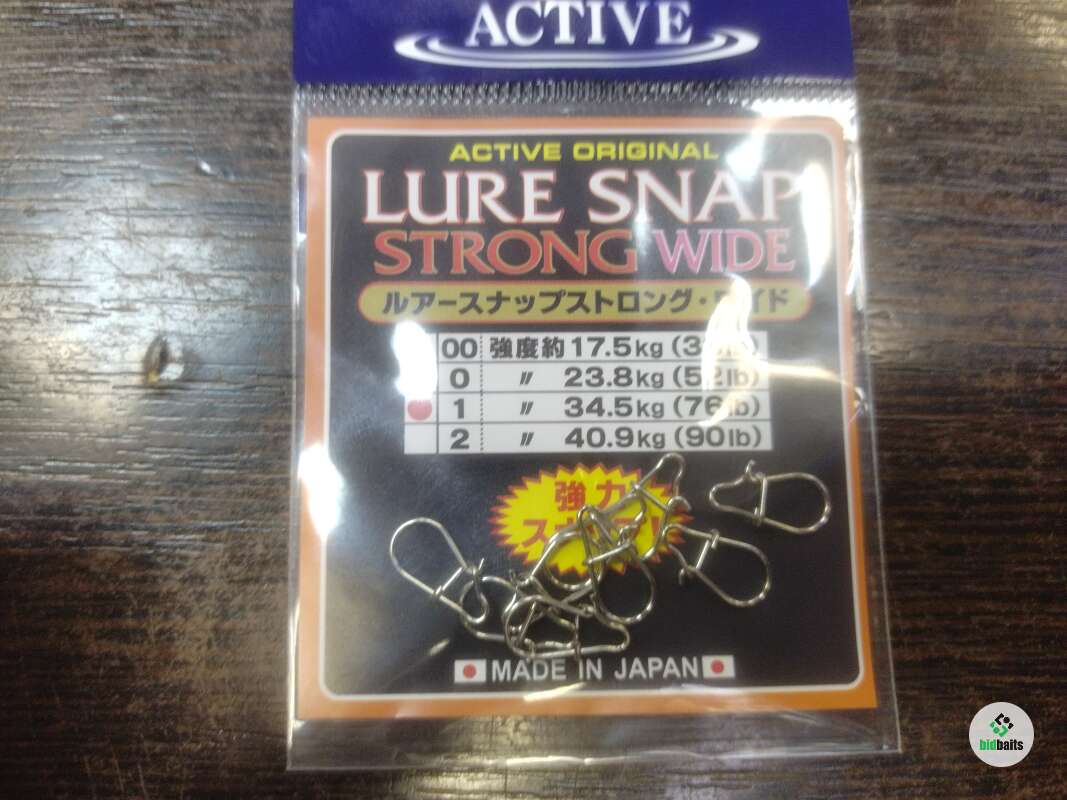 ACTIVE
ACTIVE ORIGINAL
LURE SNAP
STRONG WIDE
ルアースナップストロング・ワイド
00 強度約17.5kg
0 〃 23.8kg (52lb)
1 〃 34.5kg (76lb)
2 〃 40.9kg (90lb)
強力
MADE IN JAPAN
bidbaits